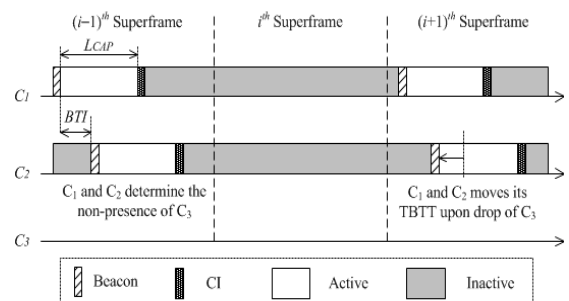 (i−1)th Superframe ith Superframe (i+1)th Superframe
LCAP
C1
BTI
C2
C1 and C2 determine the
non-presence of C3
C1 and C2 moves its
TBTT upon drop of C3
C3
Beacon CI Active Inactive